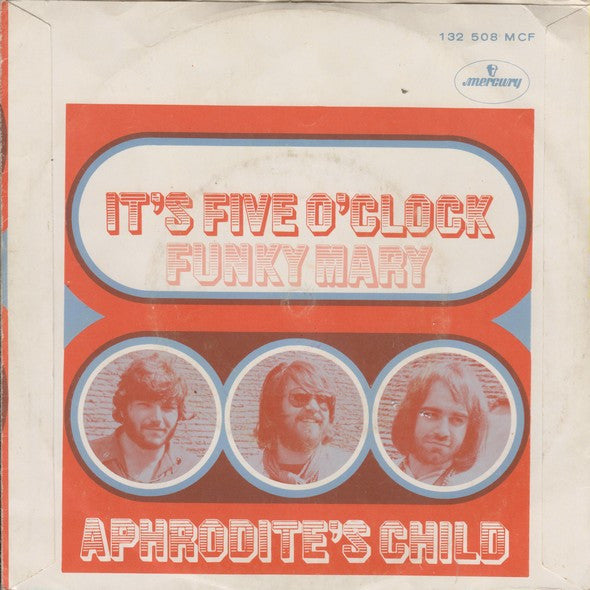 132 508 MCF
mercury
IT'S FIVE O'CLOCK
FUNKY MARY
APHRODITE'S CHILD